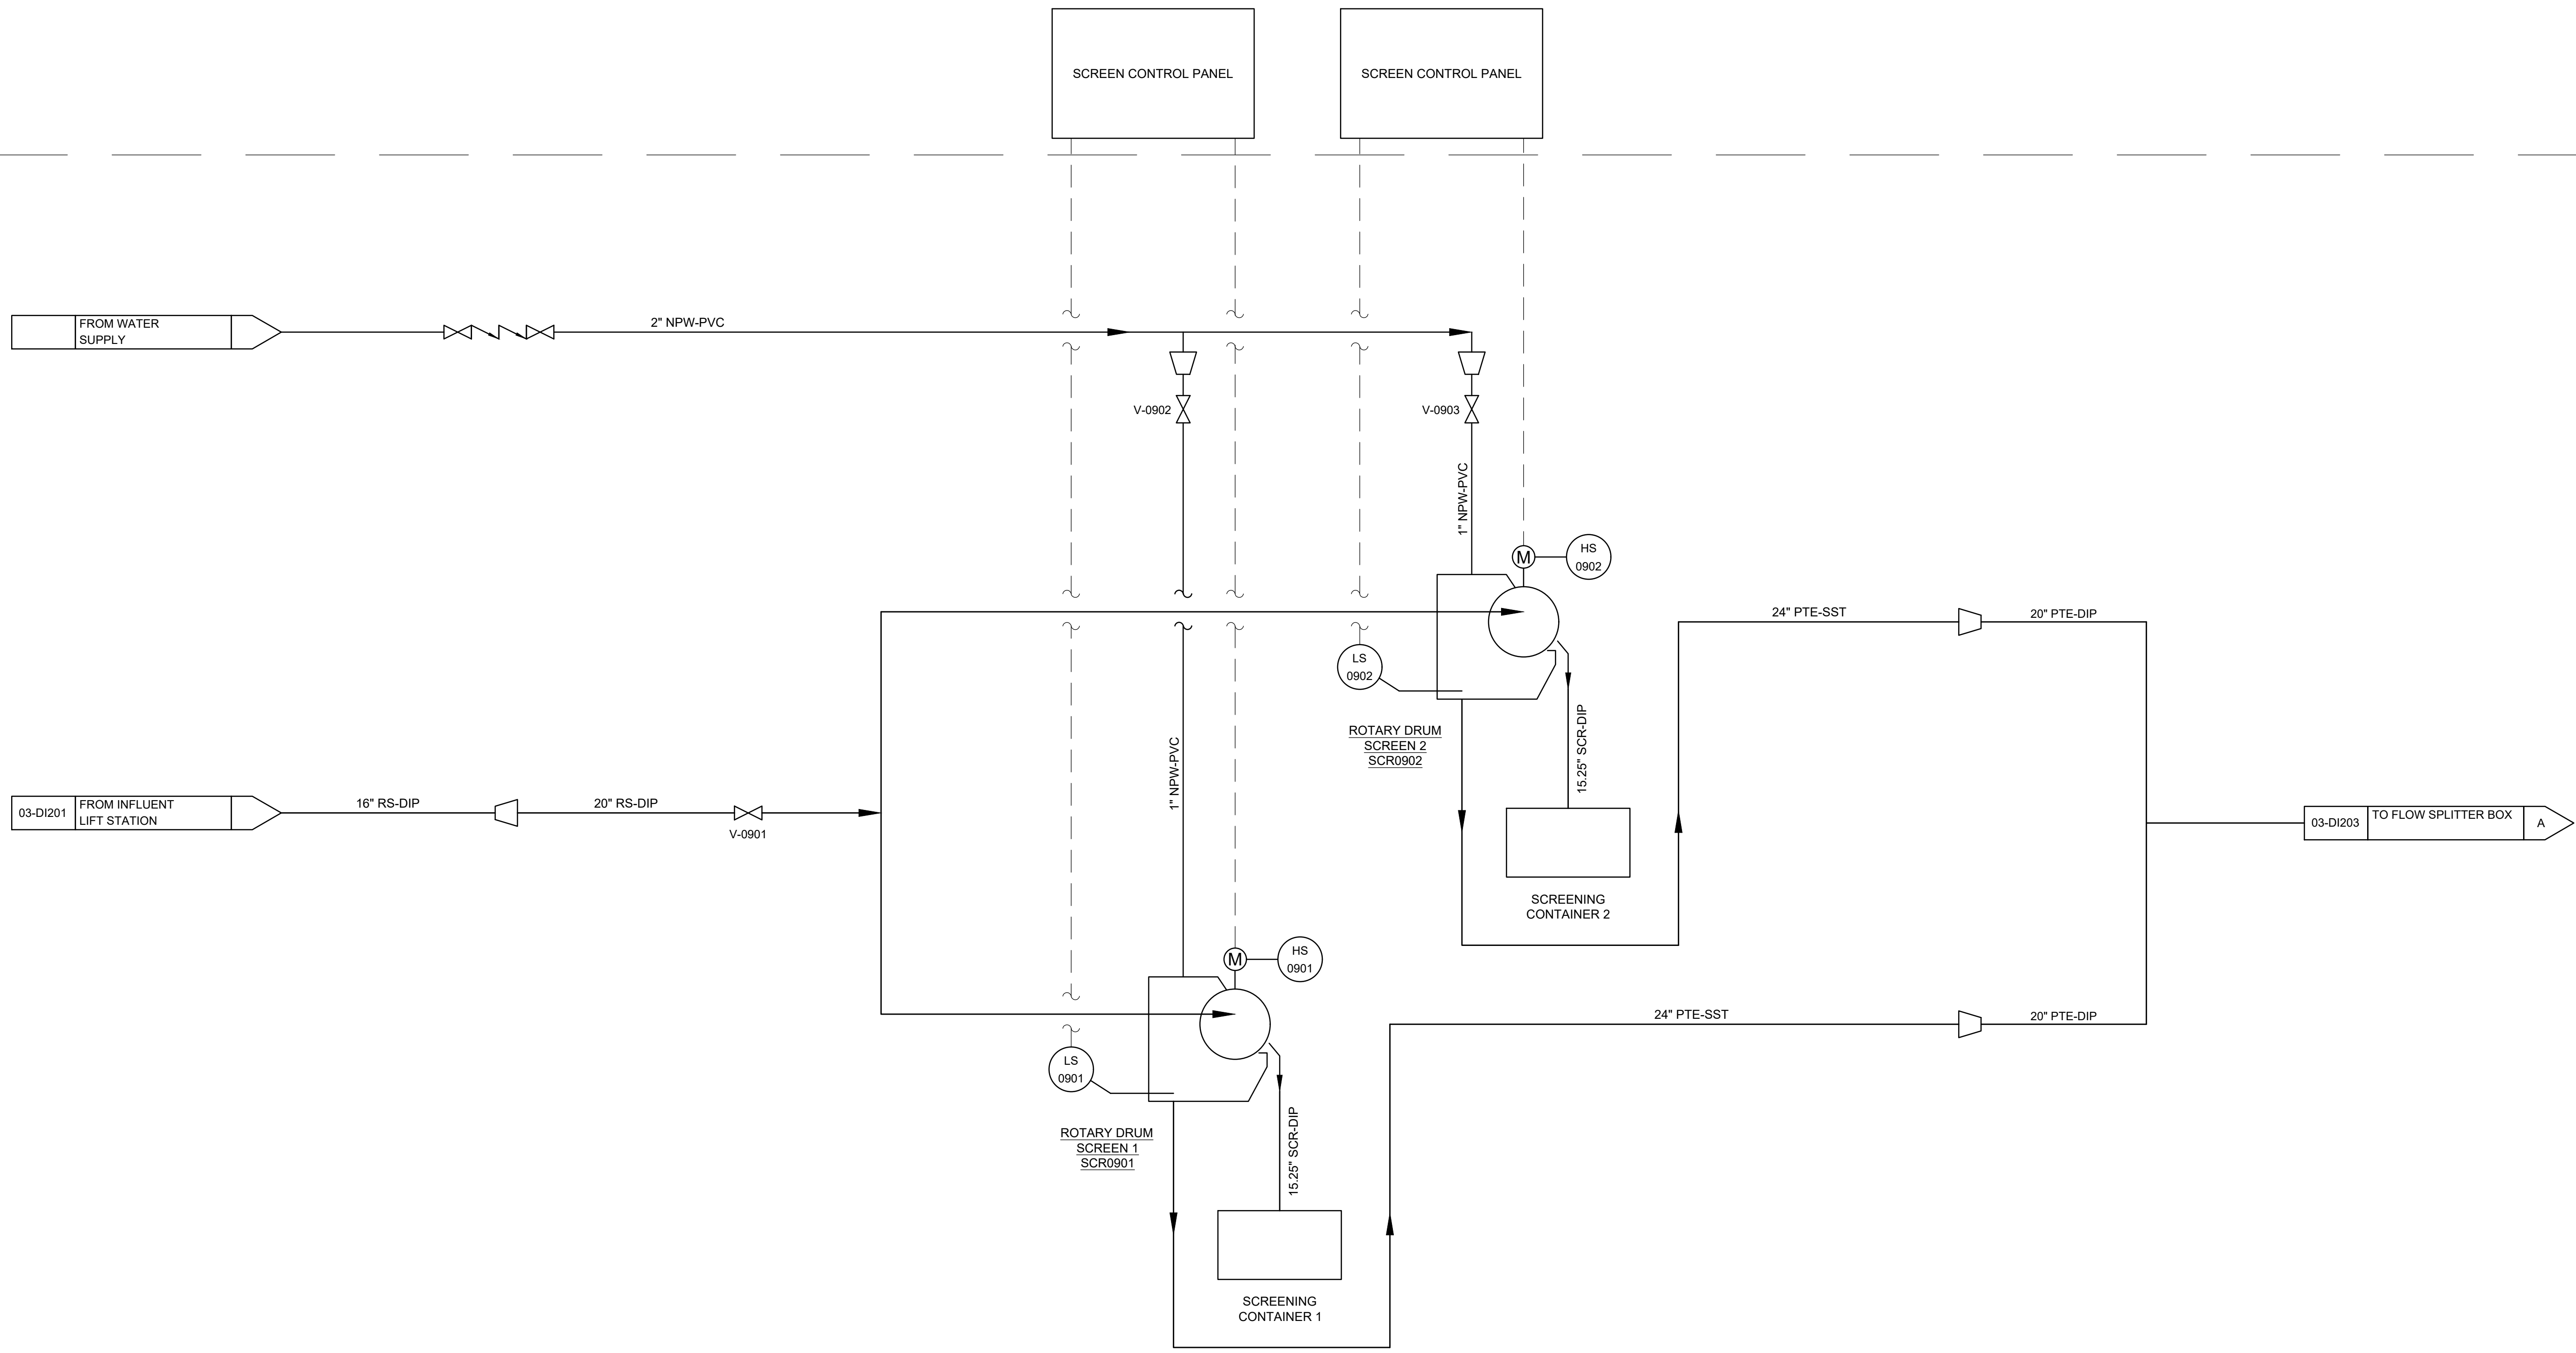 SCREEN CONTROL PANEL
SCREEN CONTROL PANEL
FROM WATER
SUPPLY
2" NPW-PVC
V-0902
V-0903
1" NPW-PVC
M
HS
0902
24" PTE-SST
20" PTE-DIP
LS
0902
ROTARY DRUM
SCREEN 2
SCR0902
15.25" SCR-DIP
1" NPW-PVC
03-DI201
FROM INFLUENT
LIFT STATION
16" RS-DIP
20" RS-DIP
V-0901
03-DI203
TO FLOW SPLITTER BOX
A
SCREENING
CONTAINER 2
M
HS
0901
24" PTE-SST
20" PTE-DIP
LS
0901
ROTARY DRUM
SCREEN 1
SCR0901
15.25" SCR-DIP
SCREENING
CONTAINER 1